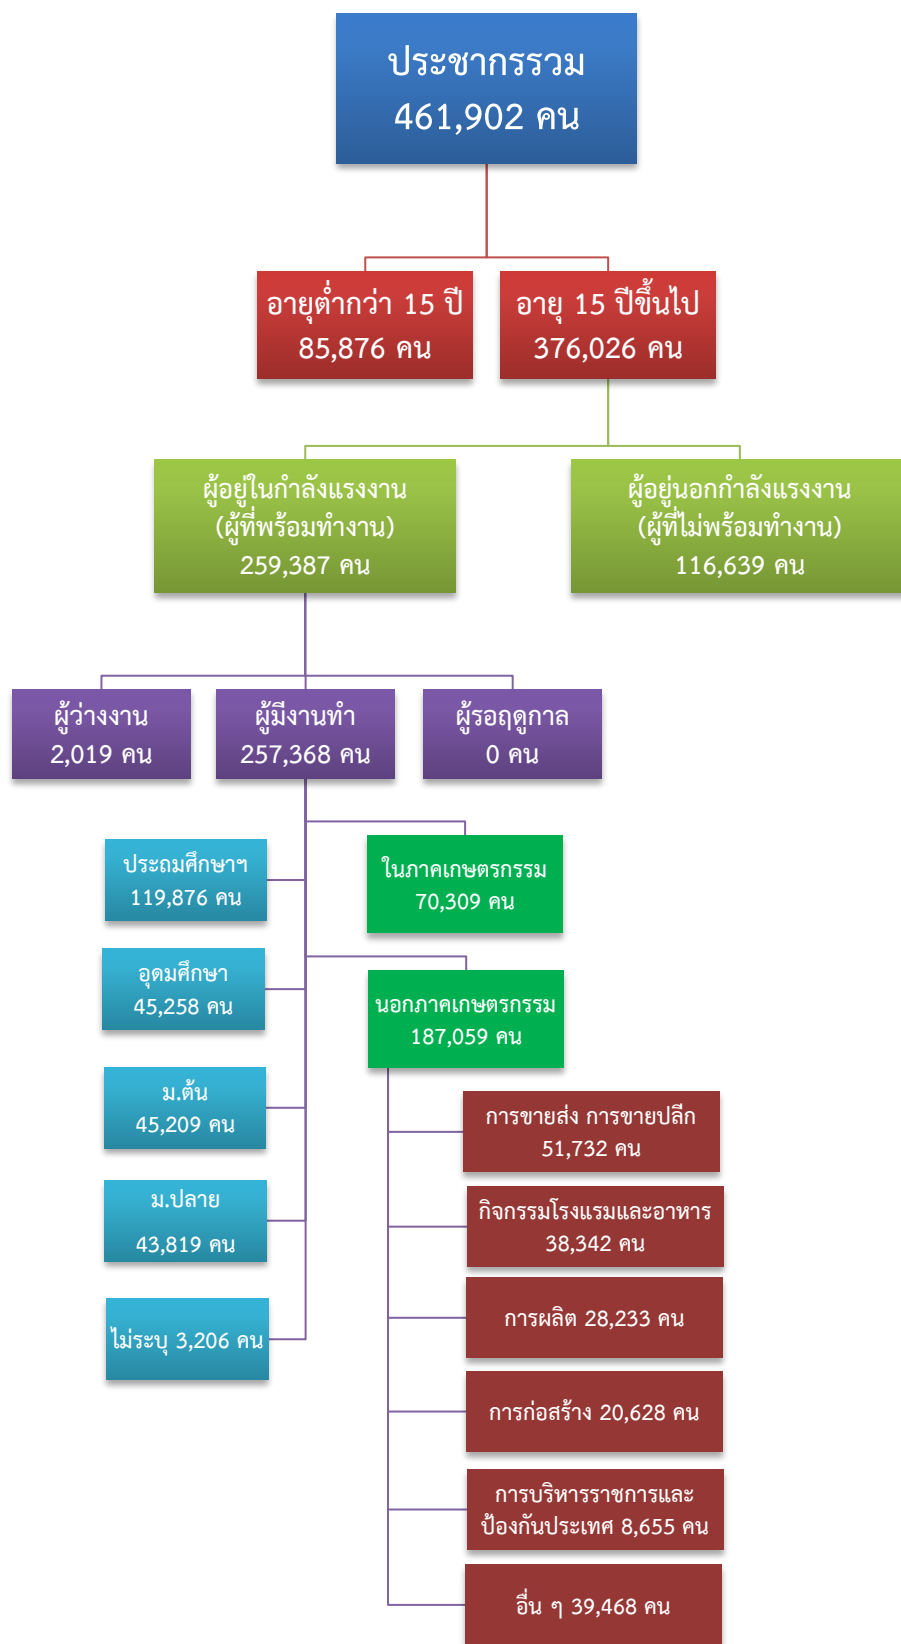 ประชากรรวม
461,902 คน
อายุต่ำกว่า 15 ปี
85,876 คน
อายุ 15 ปีขึ้นไป
376,026 คน
ผู้อยู่ในกำลังแรงงาน
(ผู้ที่พร้อมทำงาน)
259,387 คน
ผู้อยู่นอกกำลังแรงงาน
(ผู้ที่ไม่พร้อมทำงาน)
116,639 คน
ผู้ว่างงาน
2,019 คน
ผู้มีงานทำ
257,368 คน
ผู้รอฤดูกาล
0 คน
ประถมศึกษาฯ
119,876 คน
อุดมศึกษา
45,258 คน
ม.ต้น
45,209 คน
ม.ปลาย
43,819 คน
ไม่ระบุ 3,206 คน
ในภาคเกษตรกรรม
70,309 คน
นอกภาคเกษตรกรรม
187,059 คน
การขายส่ง การขายปลีก
51,732 คน
กิจกรรมโรงแรมและอาหาร
38,342 คน
การผลิต 28,233 คน
การก่อสร้าง 20,628 คน
การบริหารราชการและ
ป้องกันประเทศ 8,655 คน
อื่น ๆ 39,468 คน